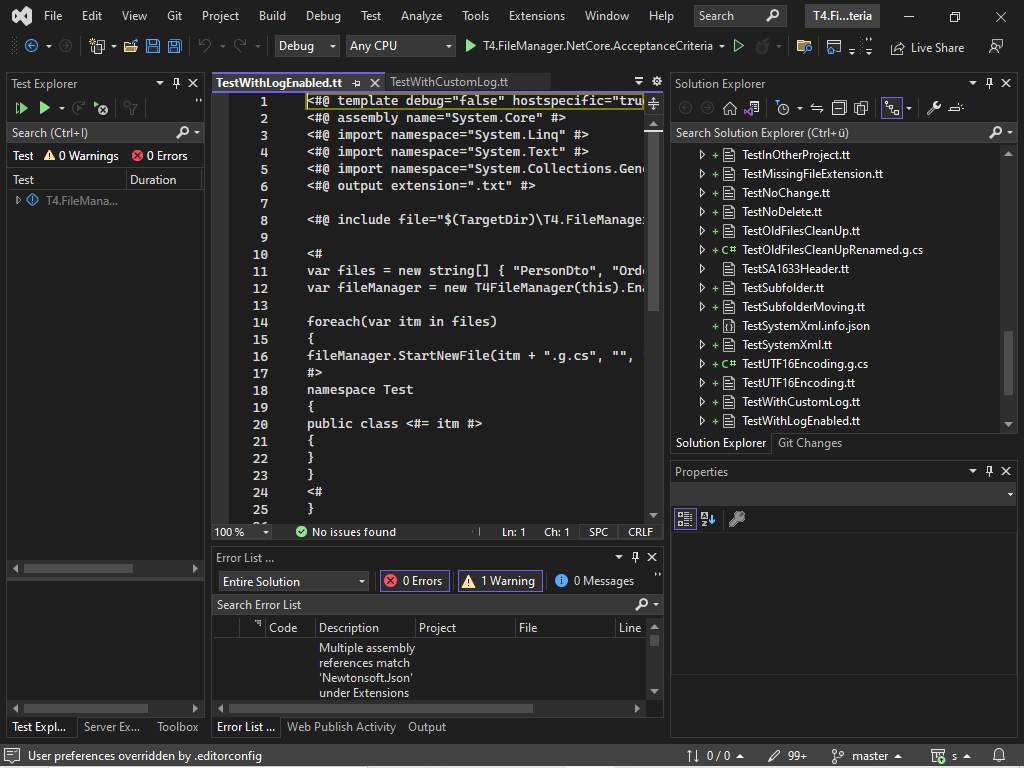 File Edit View Git Project Build Debug Test Analyze Tools Extensions Window Help Search T4.Fi...teria
Debug Any CPU T4.FileManager.NetCore.AcceptanceCriteria Live Share
Test Explorer
Search (Ctrl+I)
Test 0 Warnings 0 Errors
Test Duration
T4.FileMana...
Test Expl... Server Ex... Toolbox
TestWithLogEnabled.tt TestWithCustomLog.tt
1 <#@ template debug="false" hostspecific="tru
2 <#@ assembly name="System.Core" #>
3 <#@ import namespace="System.Linq" #>
4 <#@ import namespace="System.Text" #>
5 <#@ import namespace="System.Collections.Gene
6 <#@ output extension=".txt" #>
7
8 <#@ include file="$(TargetDir)\T4.FileManager
9
10 <#
11 var files = new string[] { "PersonDto", "Orde
12 var fileManager = new T4FileManager(this).Ena
13
14 foreach(var itm in files)
15 {
16 fileManager.StartNewFile(itm + ".g.cs", "",
17 #>
18 namespace Test
19 {
20 public class <#= itm #>
21 {
22 }
23 }
24 <#
25 }
100 % No issues found Ln: 1 Ch: 1 SPC CRLF
Error List ...
Entire Solution 0 Errors 1 Warning 0 Messages
Search Error List
Code Description Project File Line
Multiple assembly
references match
'Newtonsoft.Json'
under Extensions
Error List ... Web Publish Activity Output
Solution Explorer
Search Solution Explorer (Ctrl+ü)
TestInOtherProject.tt
TestMissingFileExtension.tt
TestNoChange.tt
TestNoDelete.tt
TestOldFilesCleanUp.tt
C# TestOldFilesCleanUpRenamed.g.cs
TestSA1633Header.tt
TestSubfolder.tt
TestSubfolderMoving.tt
TestSystemXml.info.json
TestSystemXml.tt
C# TestUTF16Encoding.g.cs
TestUTF16Encoding.tt
TestWithCustomLog.tt
TestWithLogEnabled.tt
Solution Explorer Git Changes
Properties
User preferences overridden by .editorconfig 0 / 0 99+ master s